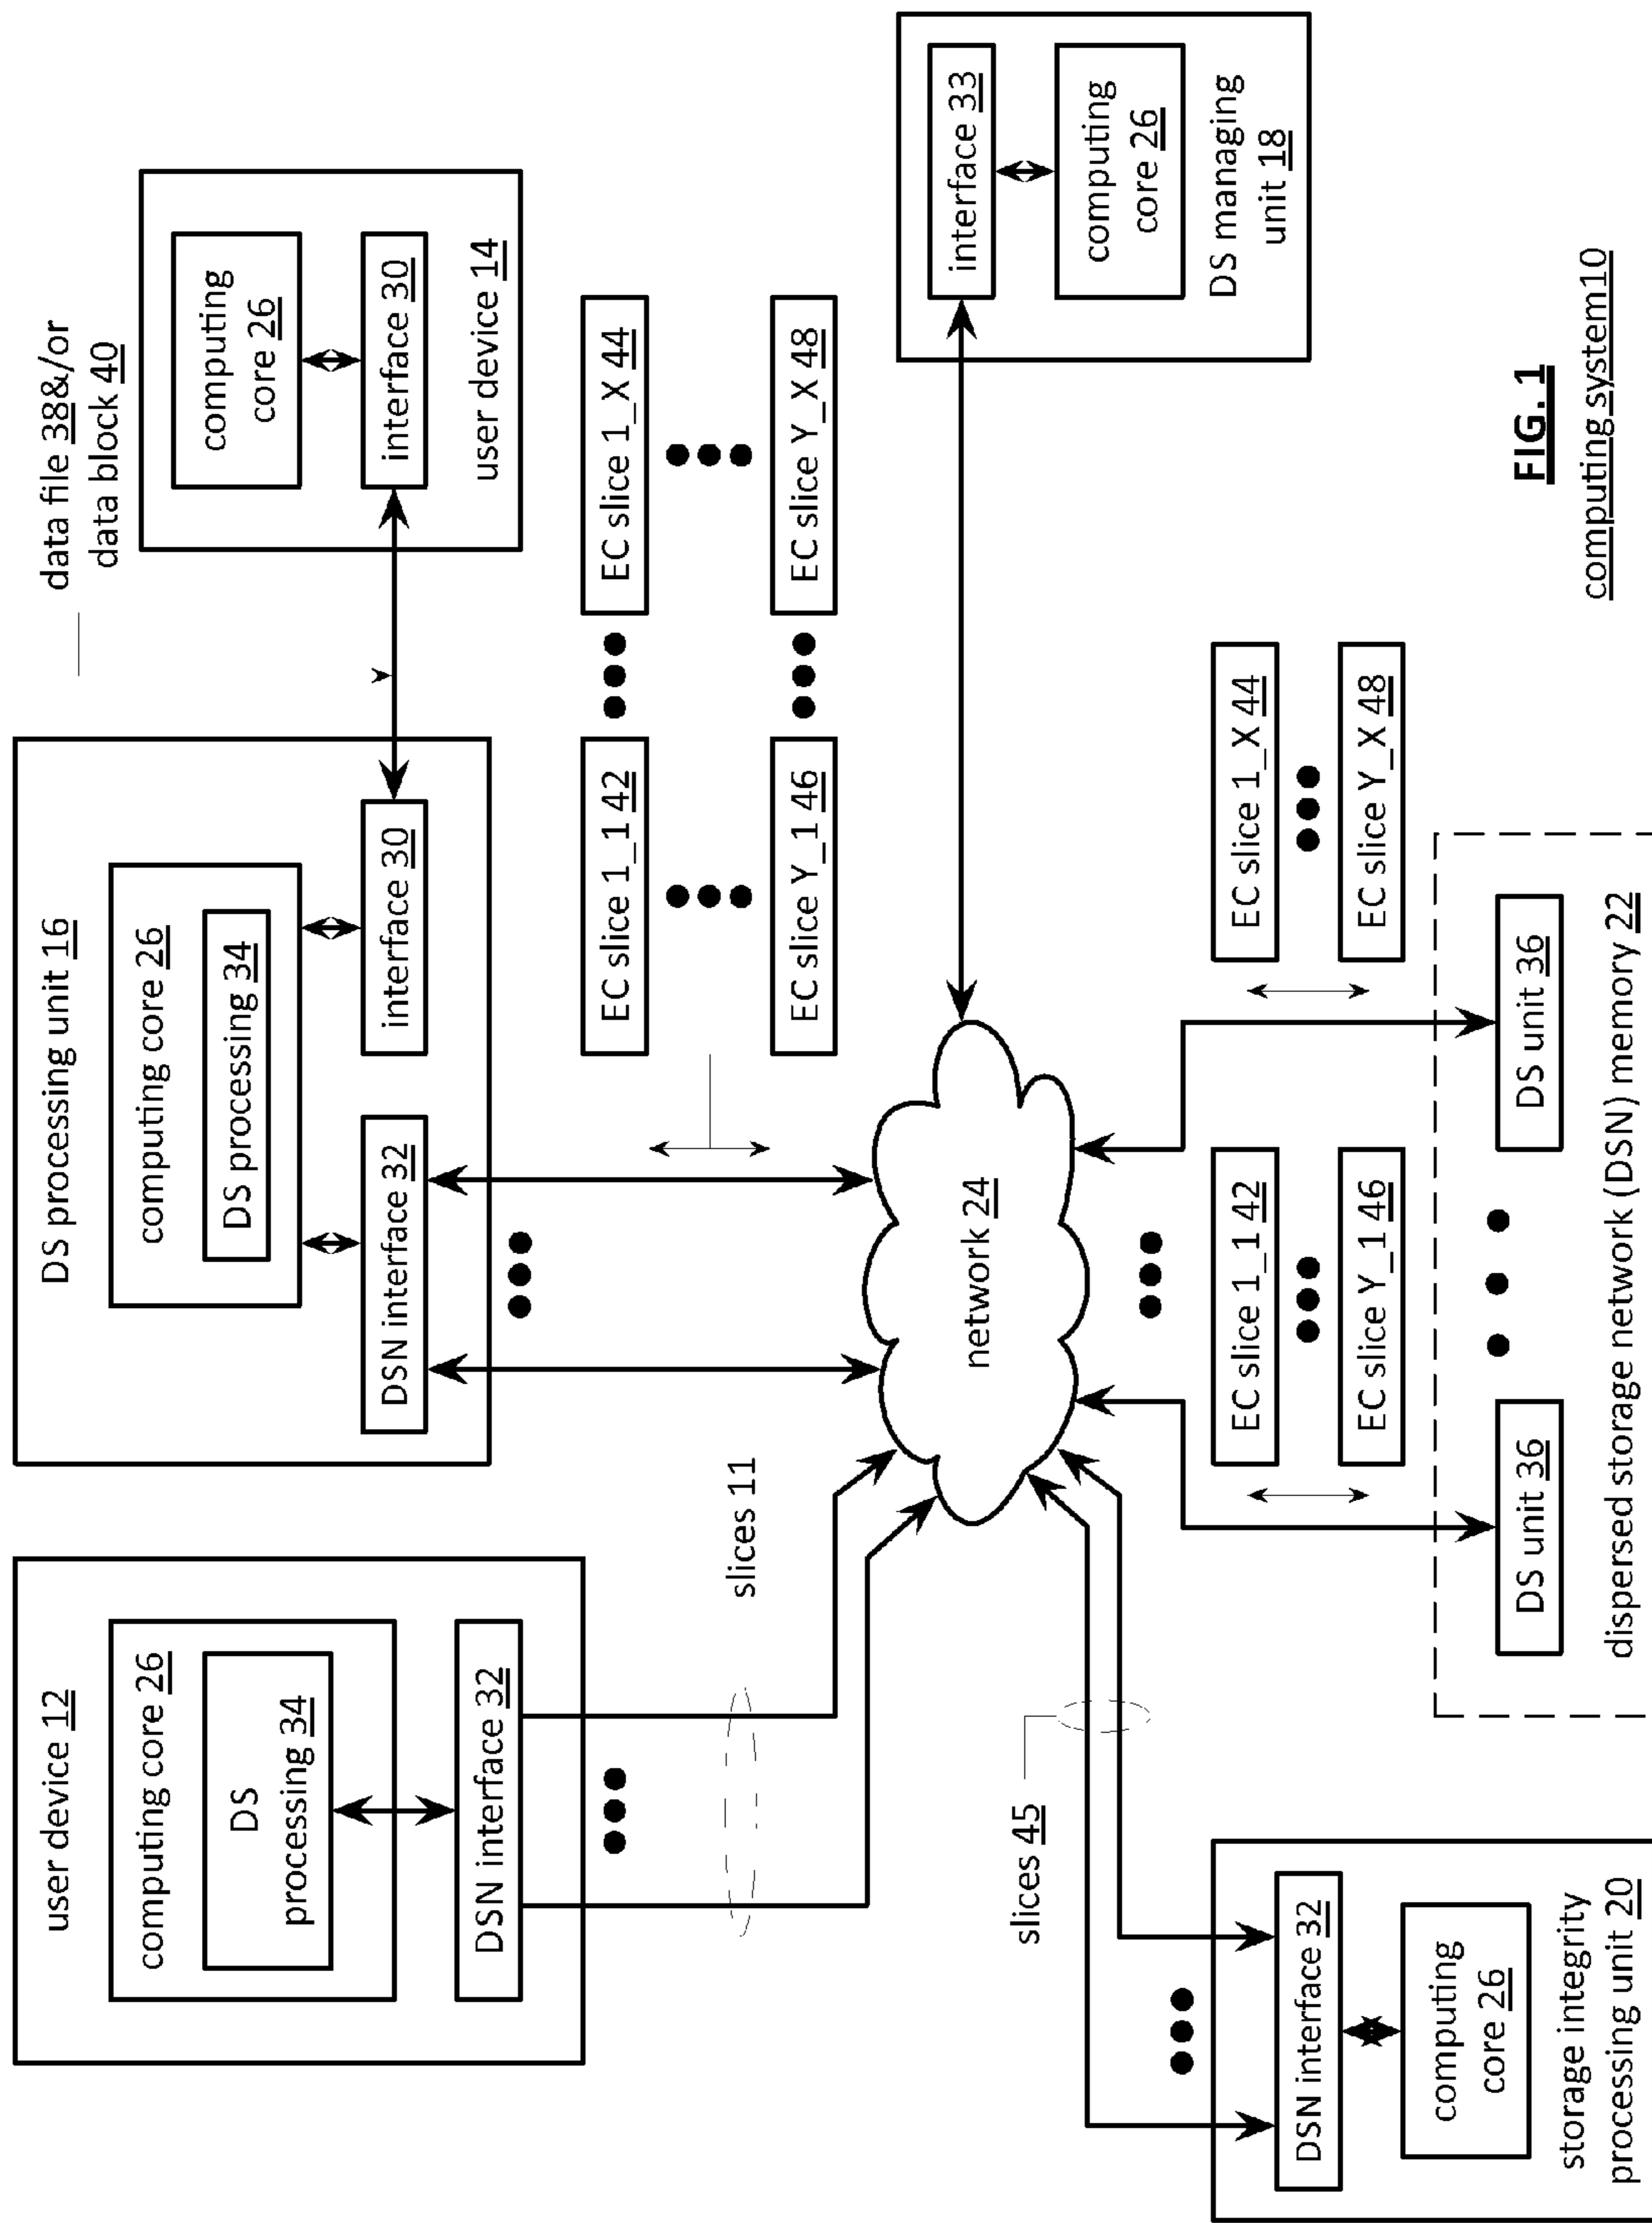 user device 12
computing core 26
DS
processing 34
DSN interface 32
DS processing unit 16
computing core 26
DS processing 34
DSN interface 32
interface 30
data file 38&/or
data block 40
computing
core 26
interface 30
user device 14
slices 11
EC slice 1_1 42
EC slice 1_X 44
EC slice Y_1 46
EC slice Y_X 48
network 24
interface 33
computing
core 26
DS managing
unit 18
slices 45
DSN interface 32
computing
core 26
storage integrity
processing unit 20
EC slice 1_1 42
EC slice Y_1 46
EC slice 1_X 44
EC slice Y_X 48
DS unit 36
DS unit 36
dispersed storage network (DSN) memory 22
FIG. 1
computing system10